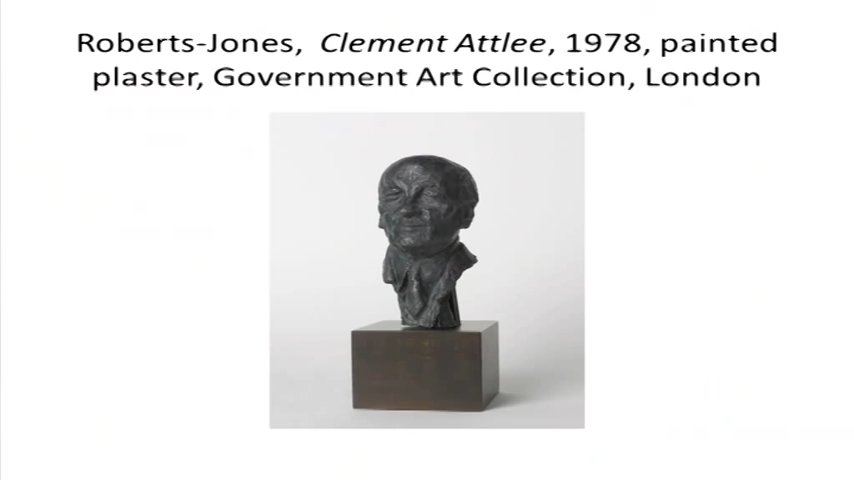 Roberts-Jones, Clement Attlee, 1978, painted
plaster, Government Art Collection, London